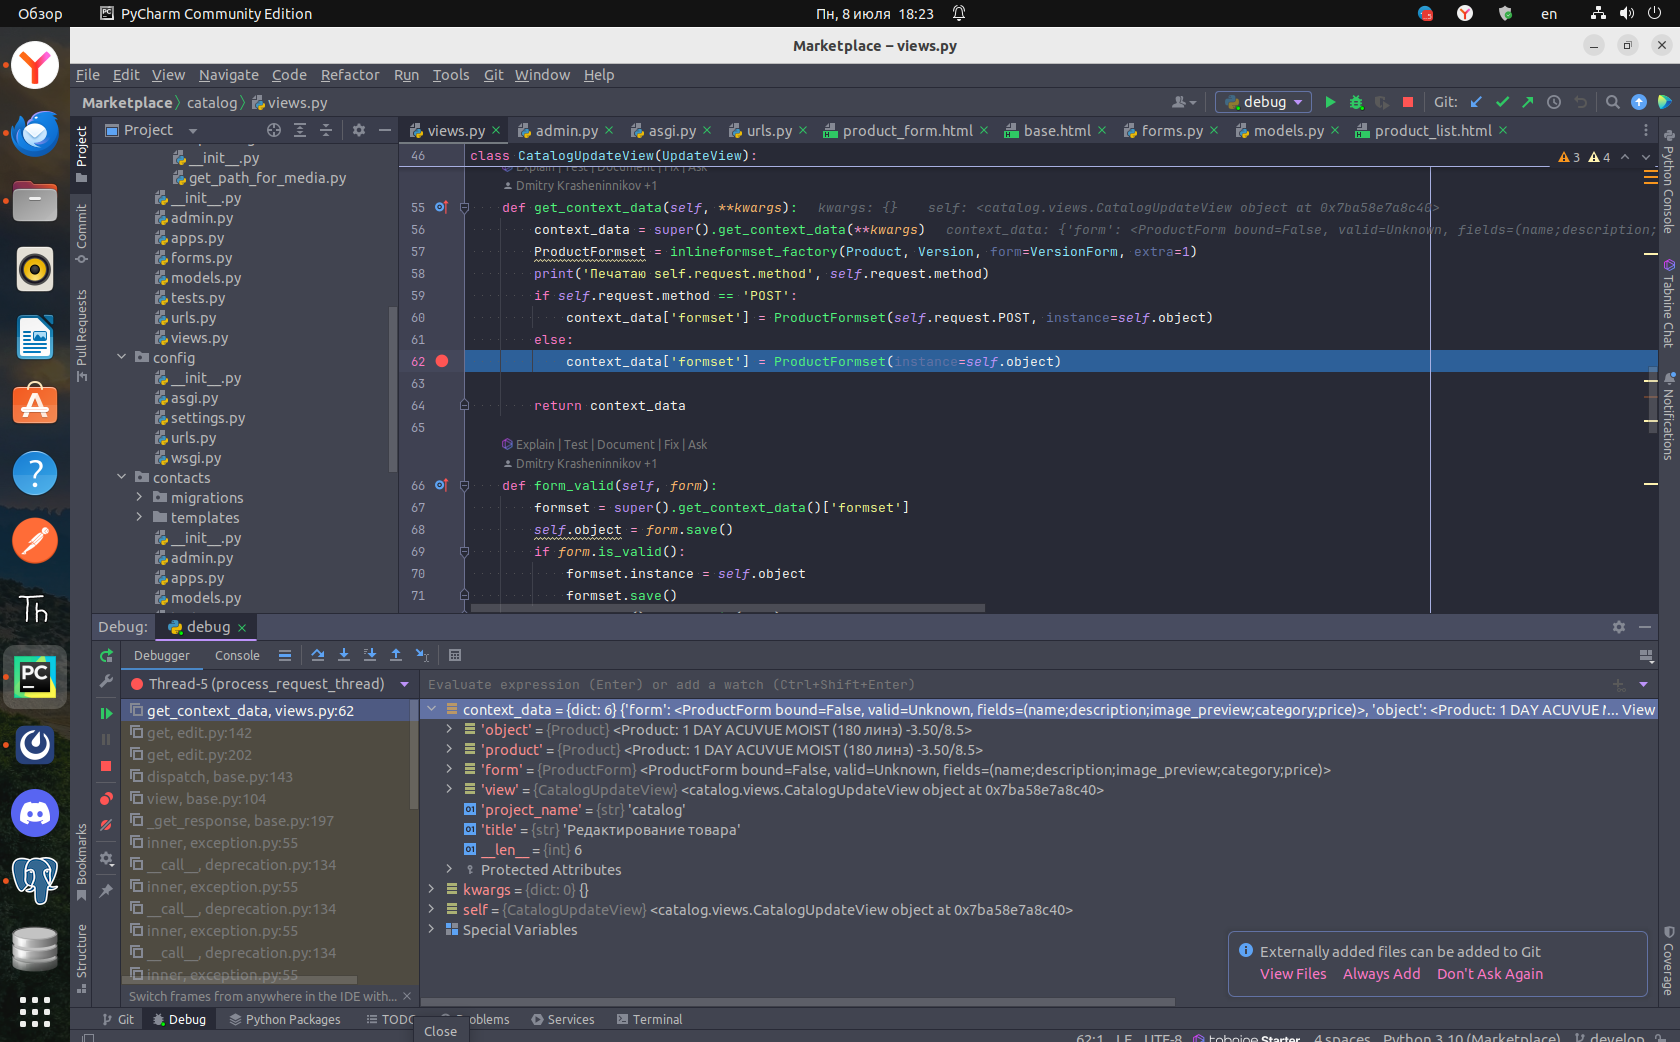 Обзор
PyCharm Community Edition
Пн, 8 июля 18:23
en
Marketplace – views.py
File Edit View Navigate Code Refactor Run Tools Git Window Help
Marketplace catalog views.py
debug
Git:
Project
views.py
admin.py
asgi.py
urls.py
product_form.html
base.html
forms.py
models.py
product_list.html
Project
Commit
Pull Requests
Bookmarks
Structure
__init__.py
get_path_for_media.py
__init__.py
admin.py
apps.py
forms.py
models.py
tests.py
urls.py
views.py
config
__init__.py
asgi.py
settings.py
urls.py
wsgi.py
contacts
migrations
templates
__init__.py
admin.py
apps.py
models.py
46 class CatalogUpdateView(UpdateView):
3 4
Explain | Test | Document | Fix | Ask
Dmitry Krasheninnikov +1
55 def get_context_data(self, **kwargs): kwargs: {} self: <catalog.views.CatalogUpdateView object at 0x7ba58e7a8c40>
56 context_data = super().get_context_data(**kwargs) context_data: {'form': <ProductForm bound=False, valid=Unknown, fields=(name;description;
57 ProductFormset = inlineformset_factory(Product, Version, form=VersionForm, extra=1)
58 print('Печатаю self.request.method', self.request.method)
59 if self.request.method == 'POST':
60 context_data['formset'] = ProductFormset(self.request.POST, instance=self.object)
61 else:
62 context_data['formset'] = ProductFormset(instance=self.object)
63
64 return context_data
65
Explain | Test | Document | Fix | Ask
Dmitry Krasheninnikov +1
66 def form_valid(self, form):
67 formset = super().get_context_data()['formset']
68 self.object = form.save()
69 if form.is_valid():
70 formset.instance = self.object
71 formset.save()
Python Console
Tabnine Chat
Notifications
Coverage
Debug: debug
Debugger Console
Thread-5 (process_request_thread)
get_context_data, views.py:62
get, edit.py:142
get, edit.py:202
dispatch, base.py:143
view, base.py:104
_get_response, base.py:197
inner, exception.py:55
__call__, deprecation.py:134
inner, exception.py:55
__call__, deprecation.py:134
inner, exception.py:55
__call__, deprecation.py:134
inner, exception.py:55
Switch frames from anywhere in the IDE with...
Evaluate expression (Enter) or add a watch (Ctrl+Shift+Enter)
context_data = {dict: 6} {'form': <ProductForm bound=False, valid=Unknown, fields=(name;description;image_preview;category;price)>, 'object': <Product: 1 DAY ACUVUE M... View
'object' = {Product} <Product: 1 DAY ACUVUE MOIST (180 линз) -3.50/8.5>
'product' = {Product} <Product: 1 DAY ACUVUE MOIST (180 линз) -3.50/8.5>
'form' = {ProductForm} <ProductForm bound=False, valid=Unknown, fields=(name;description;image_preview;category;price)>
'view' = {CatalogUpdateView} <catalog.views.CatalogUpdateView object at 0x7ba58e7a8c40>
'project_name' = {str} 'catalog'
'title' = {str} 'Редактирование товара'
__len__ = {int} 6
Protected Attributes
kwargs = {dict: 0} {}
self = {CatalogUpdateView} <catalog.views.CatalogUpdateView object at 0x7ba58e7a8c40>
Special Variables
Externally added files can be added to Git
View Files Always Add Don't Ask Again
Git
Debug
Python Packages
TODO
Problems
Services
Terminal
Close
62:1 LF UTF-8 tabnine Starter 4 spaces Python 3.10 (Marketplace) develop